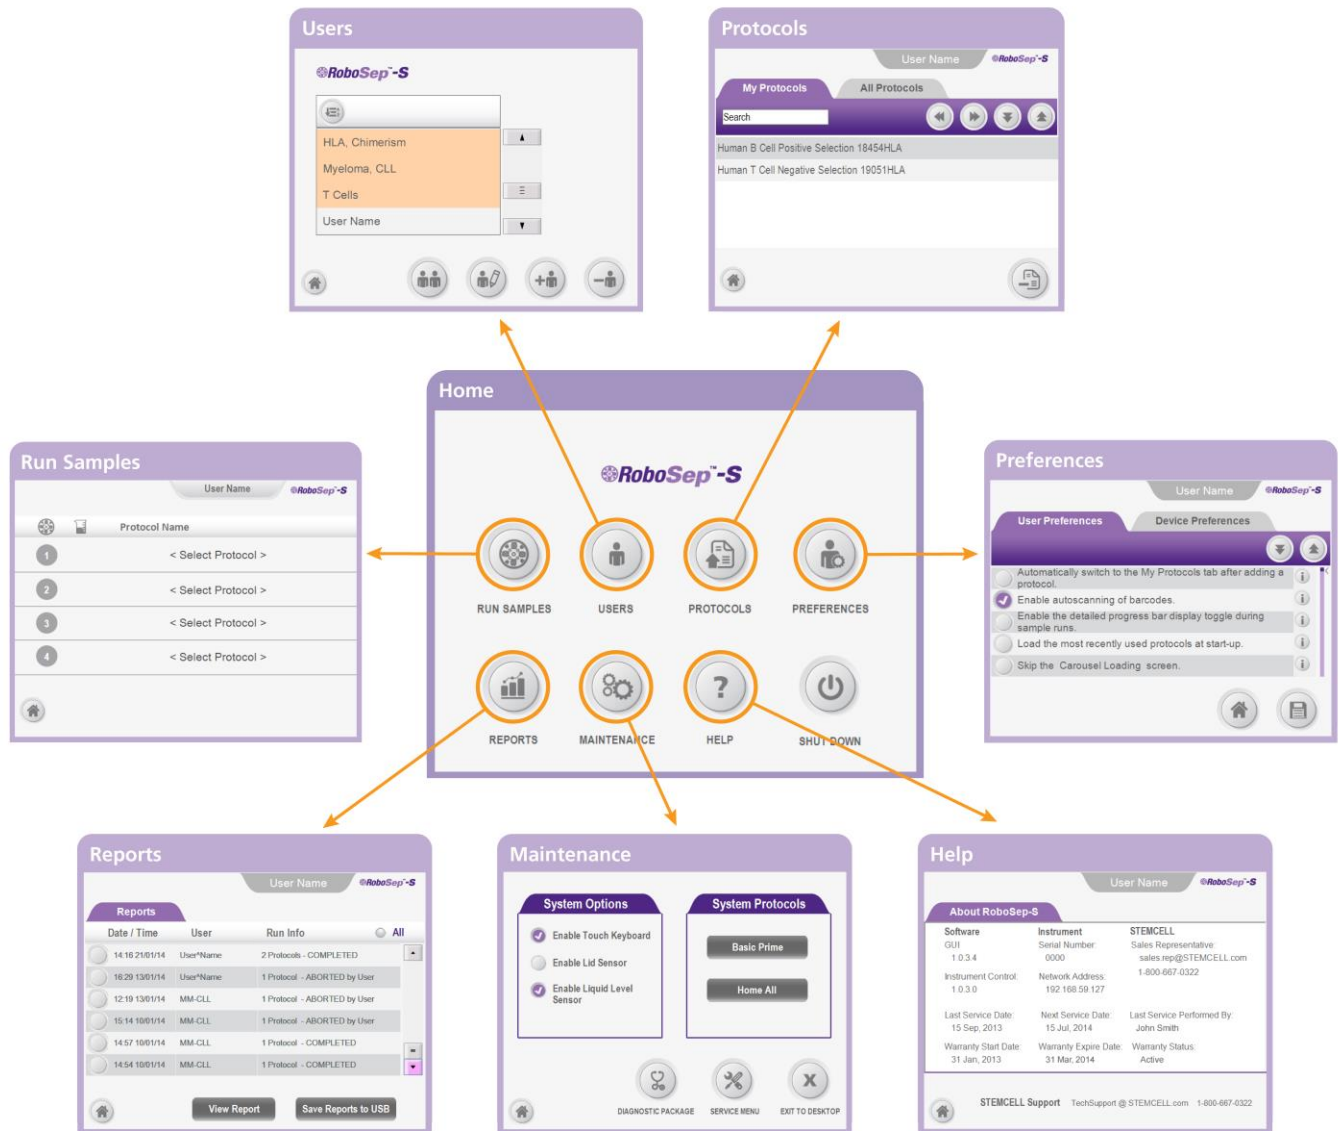 Users
RoboSep™-S
HLA, Chimerism
Myeloma, CLL
T Cells
User Name
Protocols
User Name
RoboSep™-S
My Protocols
All Protocols
Search
Human B Cell Positive Selection 18454HLA
Human T Cell Negative Selection 19051HLA
Home
RoboSep™-S
RUN SAMPLES
USERS
PROTOCOLS
PREFERENCES
REPORTS
MAINTENANCE
? HELP
SHUT DOWN
Run Samples
User Name
RoboSep™-S
Protocol Name
1 < Select Protocol >
2 < Select Protocol >
3 < Select Protocol >
4 < Select Protocol >
Preferences
User Name
RoboSep™-S
User Preferences
Device Preferences
Automatically switch to the My Protocols tab after adding a
protocol.
i
Enable autoscanning of barcodes.
i
Enable the detailed progress bar display toggle during
sample runs.
i
Load the most recently used protocols at start-up.
i
Skip the Carousel Loading screen.
i
Reports
User Name
RoboSep™-S
Reports
Date / Time User Run Info All
14:16 21/01/14 User^Name 2 Protocols - COMPLETED
16:29 13/01/14 User^Name 1 Protocol - ABORTED by User
12:19 13/01/14 MM-CLL 1 Protocol - ABORTED by User
15:14 10/01/14 MM-CLL 1 Protocol - ABORTED by User
14:57 10/01/14 MM-CLL 1 Protocol - COMPLETED
14:54 10/01/14 MM-CLL 1 Protocol - COMPLETED
View Report
Save Reports to USB
Maintenance
System Options
Enable Touch Keyboard
Enable Lid Sensor
Enable Liquid Level
Sensor
System Protocols
Basic Prime
Home All
DIAGNOSTIC PACKAGE
SERVICE MENU
X
EXIT TO DESKTOP
Help
User Name
RoboSep™-S
About RoboSep-S
Software Instrument STEMCELL
GUI Serial Number Sales Representative:
1.0.3.4 0000 sales.rep@STEMCELL.com
1-800-667-0322
Instrument Control: Network Address:
1.0.3.0 192.168.59.127
Last Service Date: Next Service Date: Last Service Performed By:
15 Sep, 2013 15 Jul, 2014 John Smith
Warranty Start Date: Warranty Expire Date: Warranty Status:
31 Jan, 2013 31 Mar, 2014 Active
STEMCELL Support TechSupport @ STEMCELL.com 1-800-667-0322